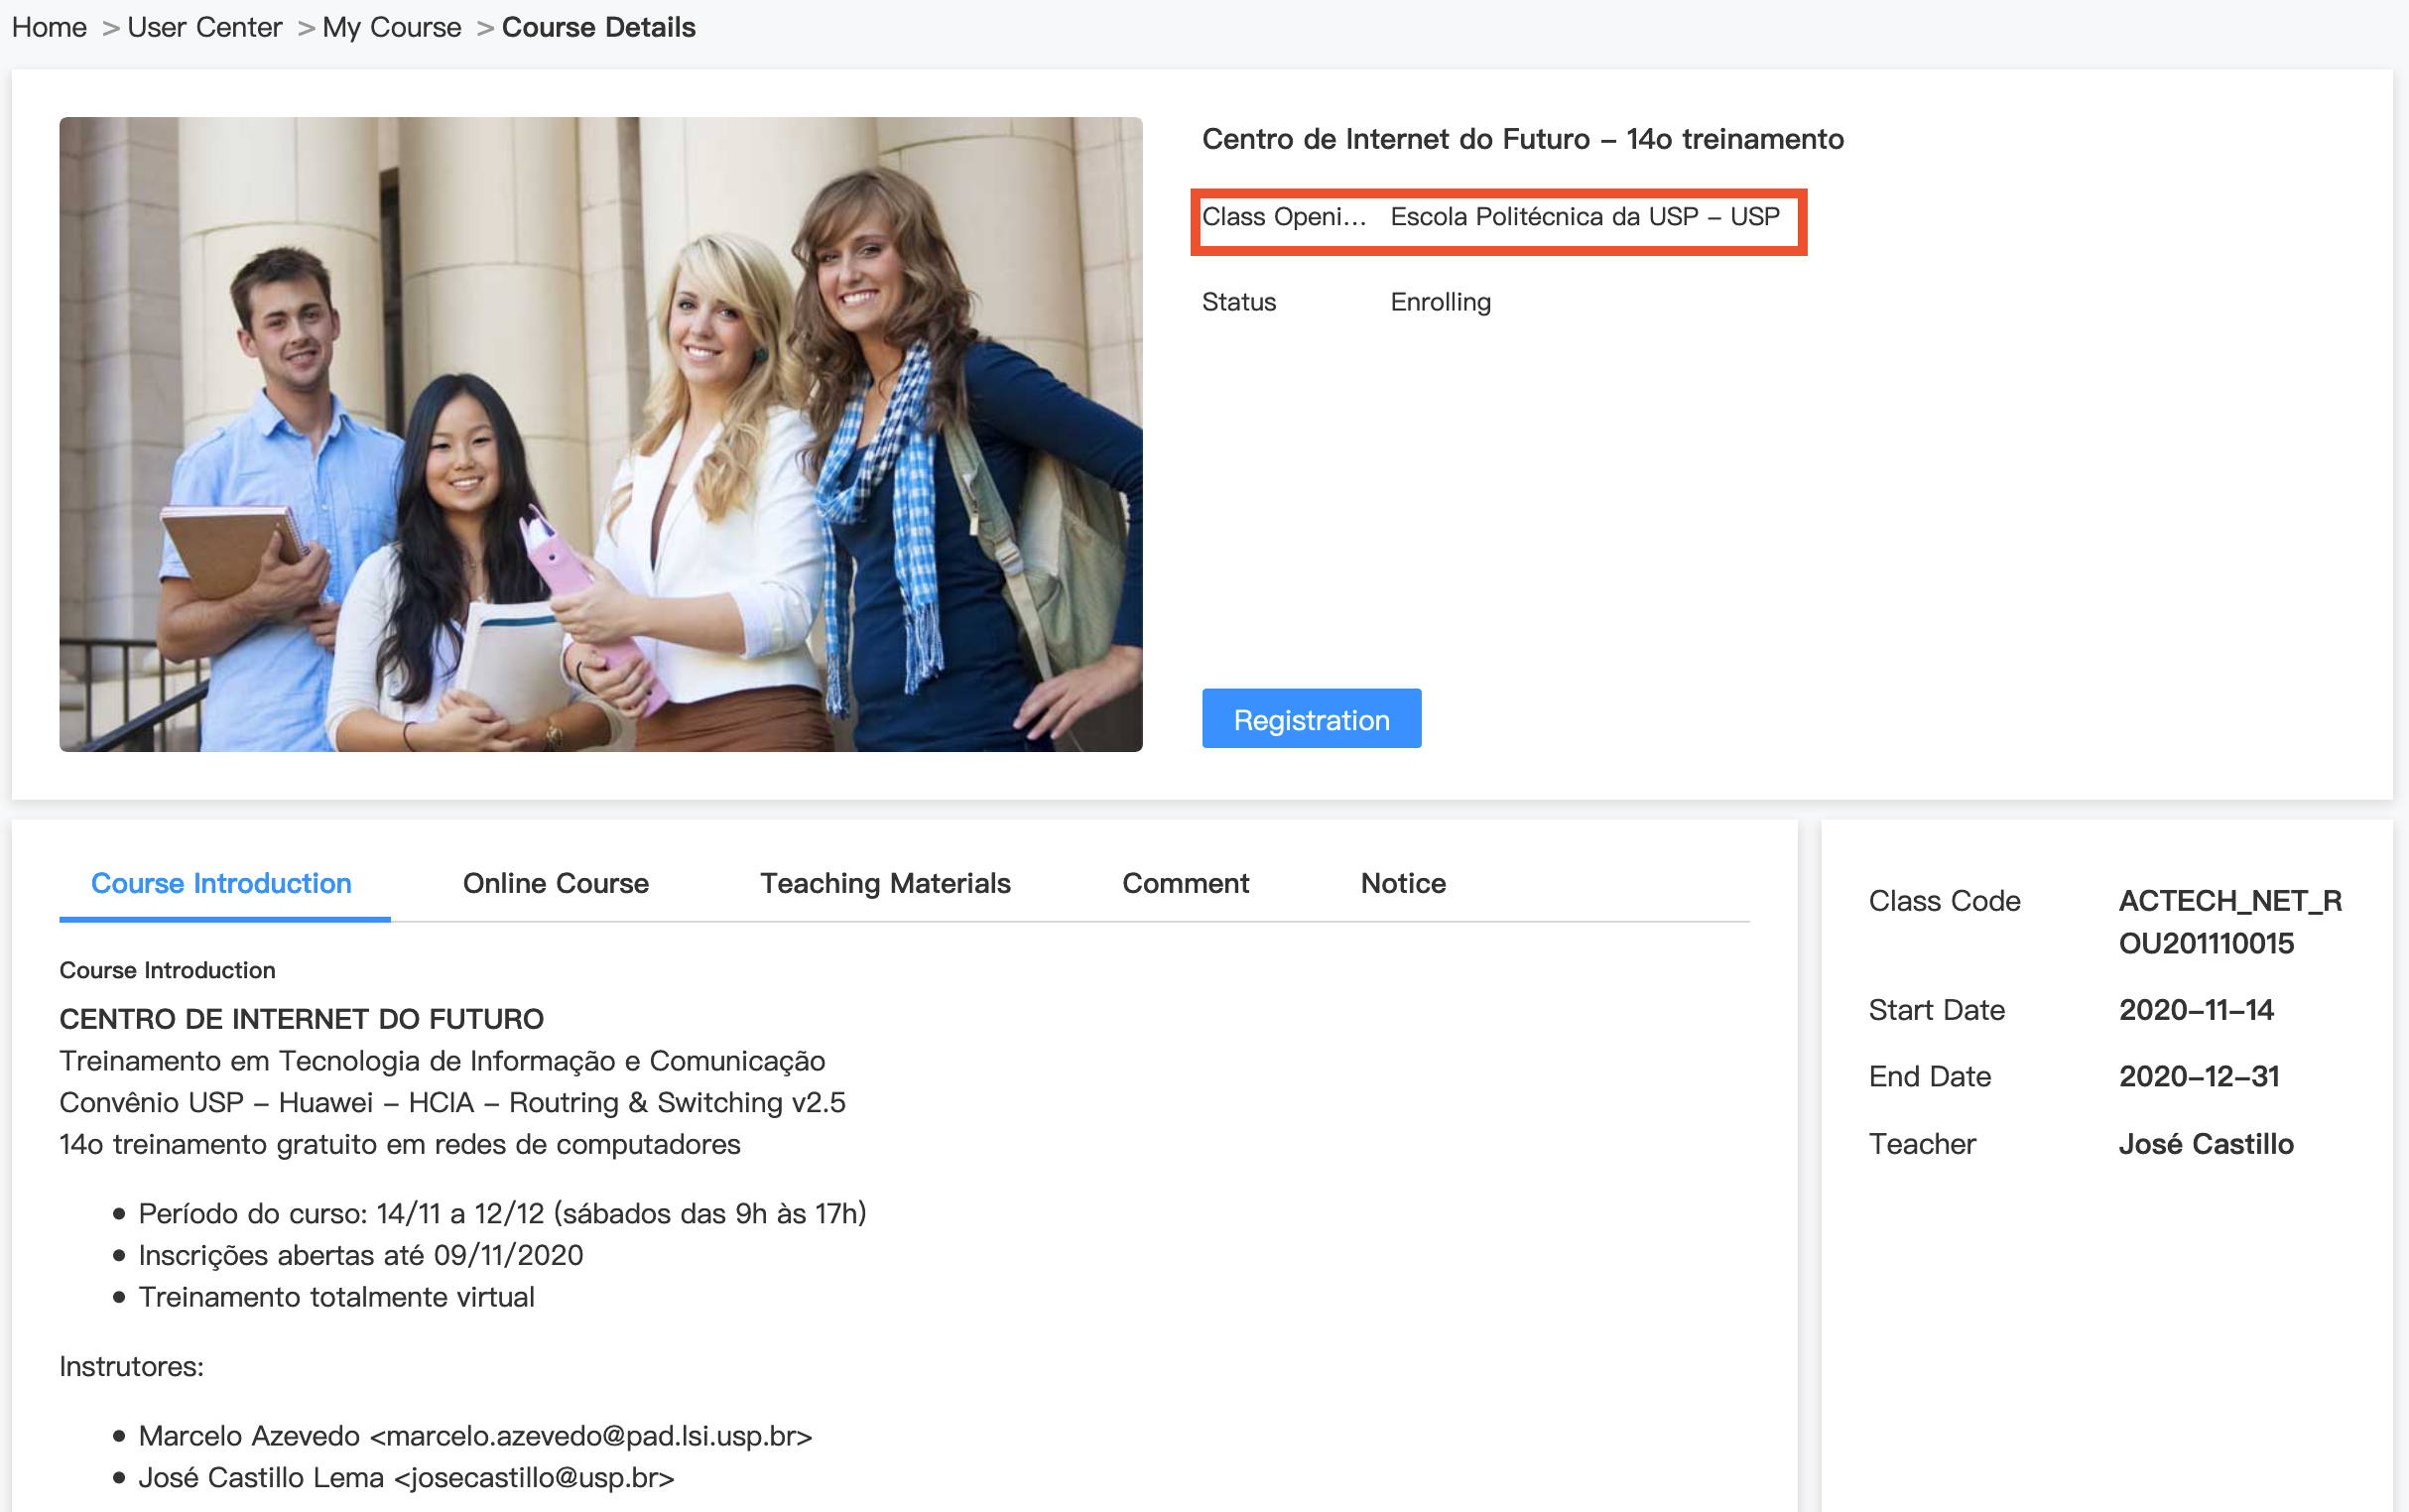 Home > User Center > My Course > Course Details
Centro de Internet do Futuro – 14o treinamento
Class Openi... Escola Politécnica da USP – USP
Status Enrolling
Registration
Course Introduction Online Course Teaching Materials Comment Notice
Course Introduction
CENTRO DE INTERNET DO FUTURO
Treinamento em Tecnologia de Informação e Comunicação
Convênio USP – Huawei – HCIA – Routring & Switching v2.5
14o treinamento gratuito em redes de computadores
• Período do curso: 14/11 a 12/12 (sábados das 9h às 17h)
• Inscrições abertas até 09/11/2020
• Treinamento totalmente virtual
Instrutores:
• Marcelo Azevedo <marcelo.azevedo@pad.lsi.usp.br>
• José Castillo Lema <josecastillo@usp.br>
Class Code ACTECH_NET_R
OU201110015
Start Date 2020–11–14
End Date 2020–12–31
Teacher José Castillo